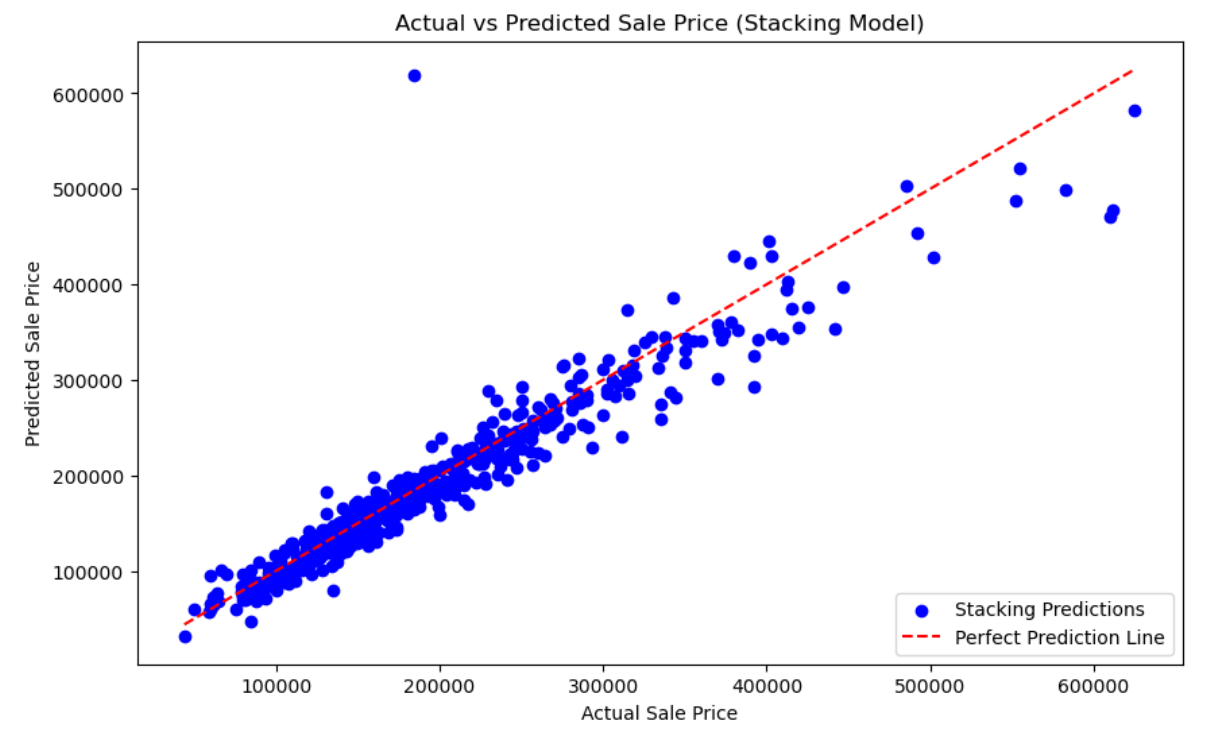 Actual vs Predicted Sale Price (Stacking Model)
Predicted Sale Price
600000
500000
400000
300000
200000
100000
Stacking Predictions
Perfect Prediction Line
100000 200000 300000 400000 500000 600000
Actual Sale Price